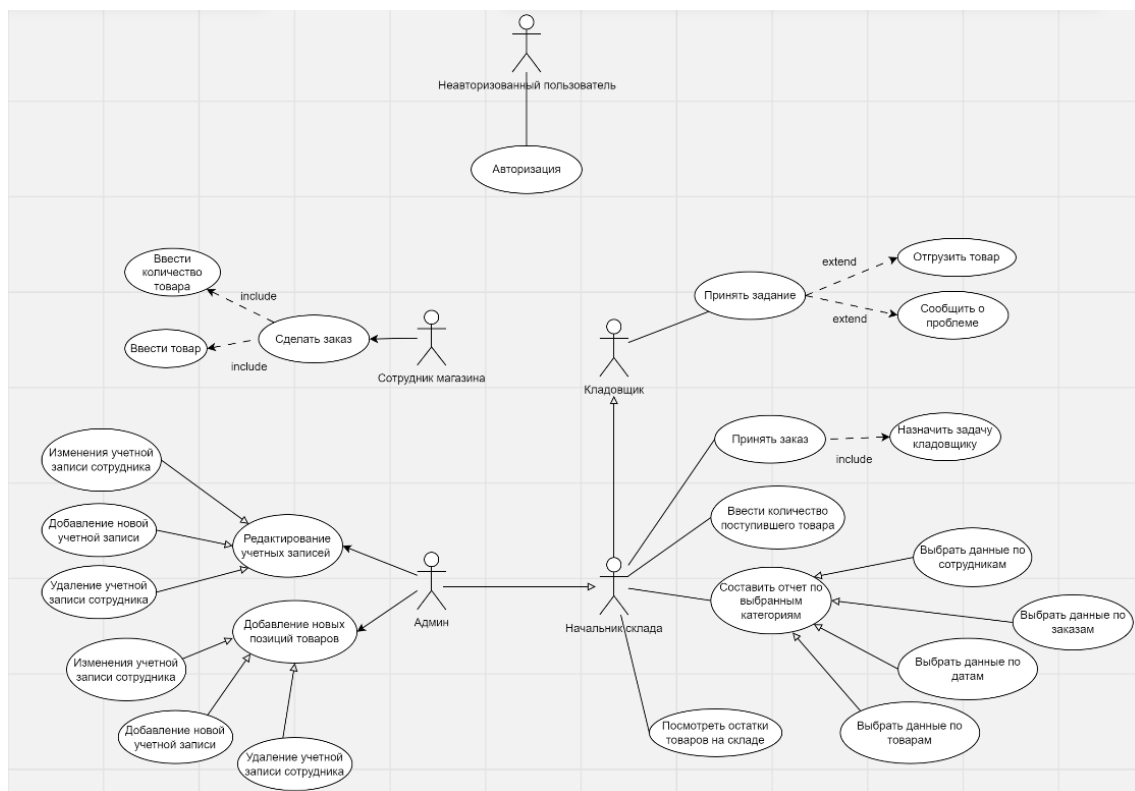 Неавторизованный пользователь
Авторизация
Ввести
количество
товара
include
Ввести товар
include
Сделать заказ
Сотрудник магазина
Принять задание
extend
Отгрузить товар
extend
Сообщить о
проблеме
Кладовщик
Принять заказ
include
Назначить задачу
кладовщику
Ввести количество
поступившего товара
Изменения учетной
записи сотрудника
Добавление новой
учетной записи
Удаление учетной
записи сотрудника
Редактирование
учетных записей
Админ
Добавление новых
позиций товаров
Изменения учетной
записи сотрудника
Добавление новой
учетной записи
Удаление учетной
записи сотрудника
Начальник склада
Составить отчет по
выбранным
категориям
Выбрать данные по
сотрудникам
Выбрать данные по
заказам
Выбрать данные по
датам
Выбрать данные по
товарам
Посмотреть остатки
товаров на складе